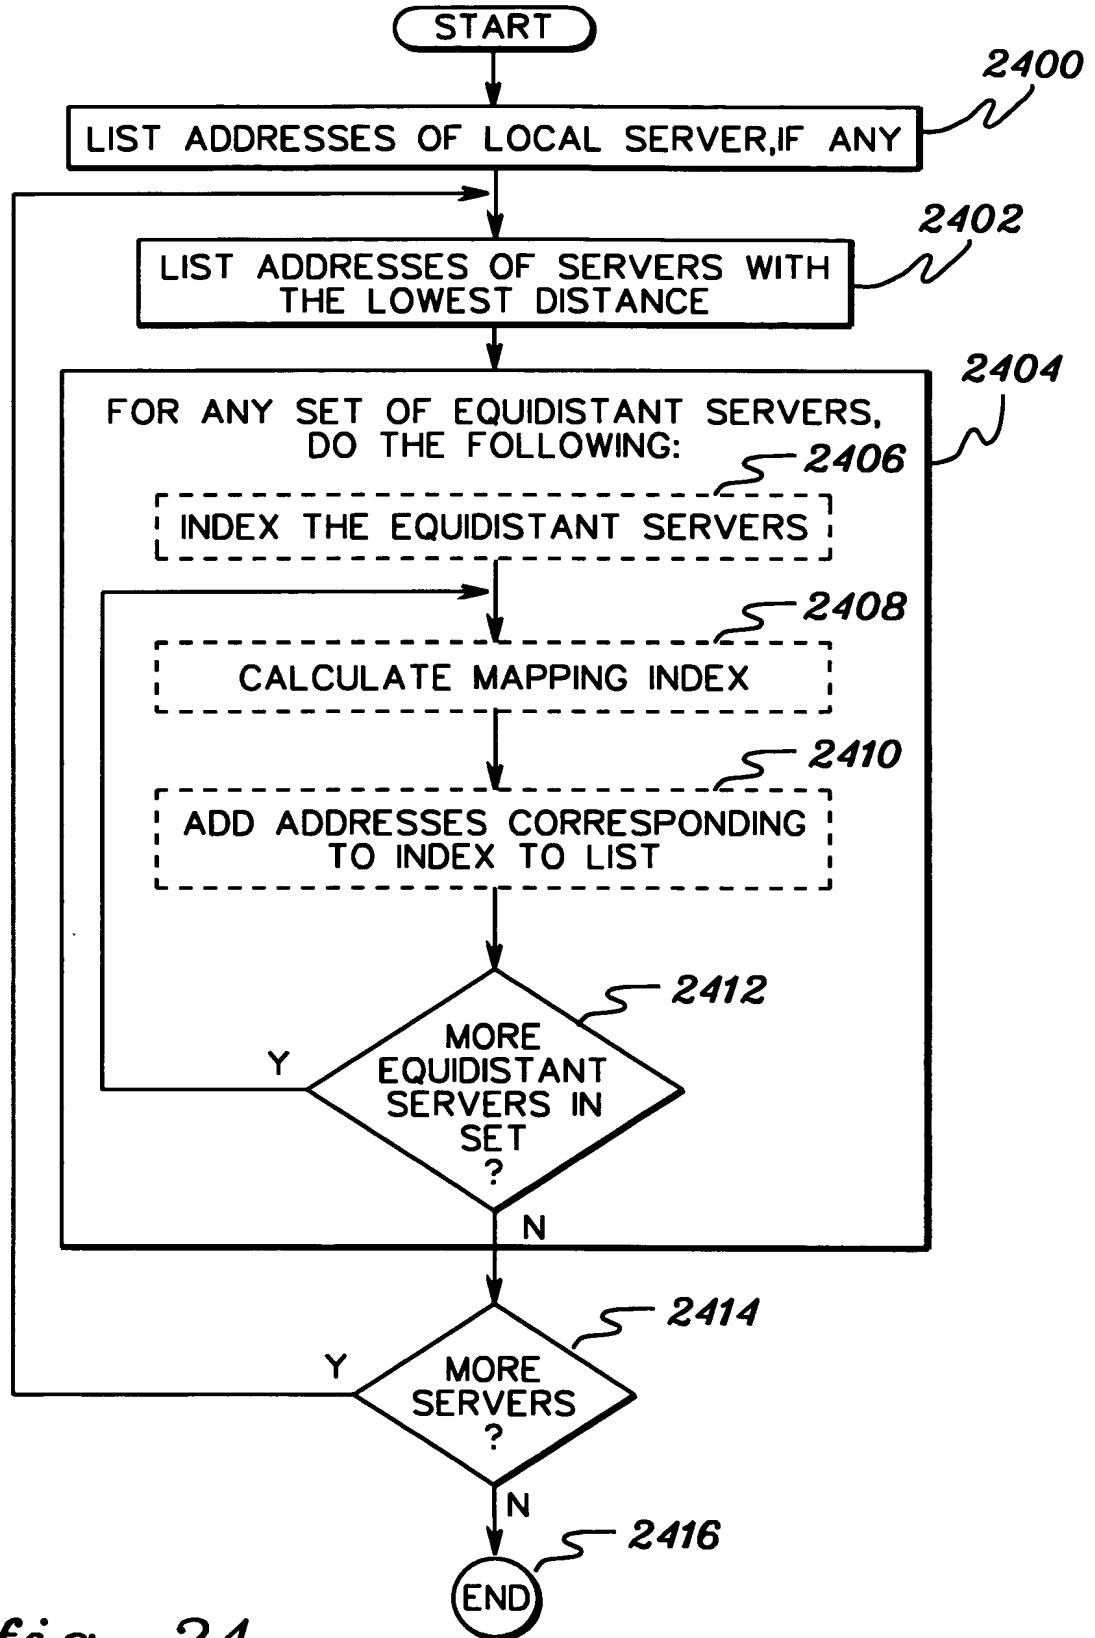 START
2400
LIST ADDRESSES OF LOCAL SERVER,IF ANY
2402
LIST ADDRESSES OF SERVERS WITH
THE LOWEST DISTANCE
2404
FOR ANY SET OF EQUIDISTANT SERVERS,
DO THE FOLLOWING:
2406
INDEX THE EQUIDISTANT SERVERS
2408
CALCULATE MAPPING INDEX
2410
ADD ADDRESSES CORRESPONDING
TO INDEX TO LIST
2412
MORE
EQUIDISTANT
SERVERS IN
SET
?
Y
N
2414
MORE
SERVERS
?
Y
N
2416
END
fig. 24